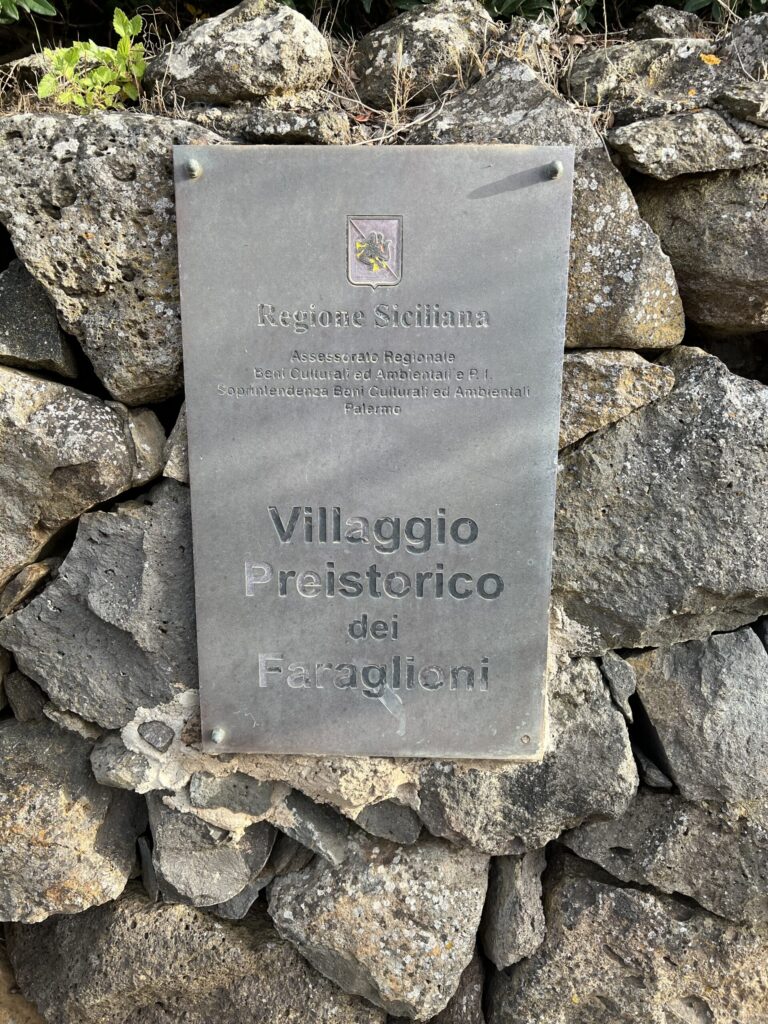 Regione Siciliana
Assessorato Regionale
Beni Culturali ed Ambientali e P. I.
Soprintendenza Beni Culturali ed Ambientali
Palermo
Villaggio
Preistorico
dei
Faraglioni